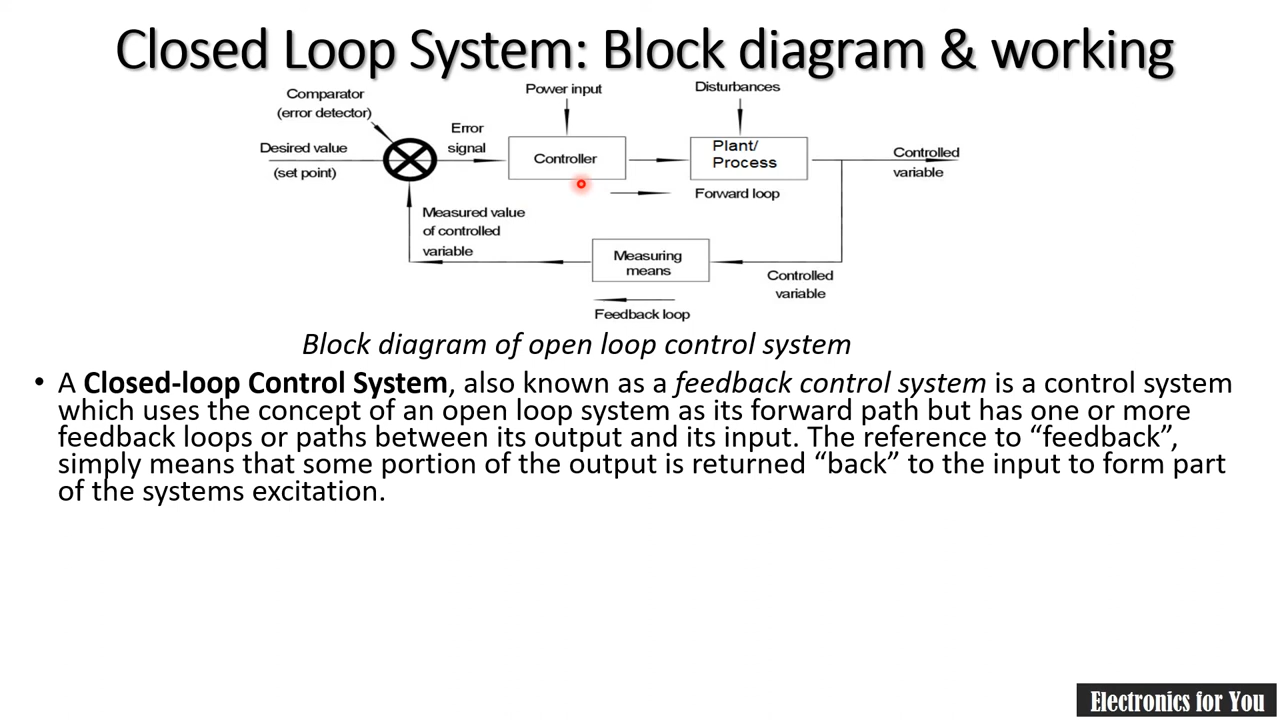 Closed Loop System: Block diagram & working
Comparator
(error detector)
Power input
Disturbances
Desired value
(set point)
Error
signal
Controller
Plant/
Process
Controlled
variable
Forward loop
Measured value
of controlled
variable
Measuring
means
Controlled
variable
Feedback loop
Block diagram of open loop control system
• A Closed-loop Control System, also known as a feedback control system is a control system
which uses the concept of an open loop system as its forward path but has one or more
feedback loops or paths between its output and its input. The reference to “feedback”,
simply means that some portion of the output is returned “back” to the input to form part
of the systems excitation.
Electronics for You